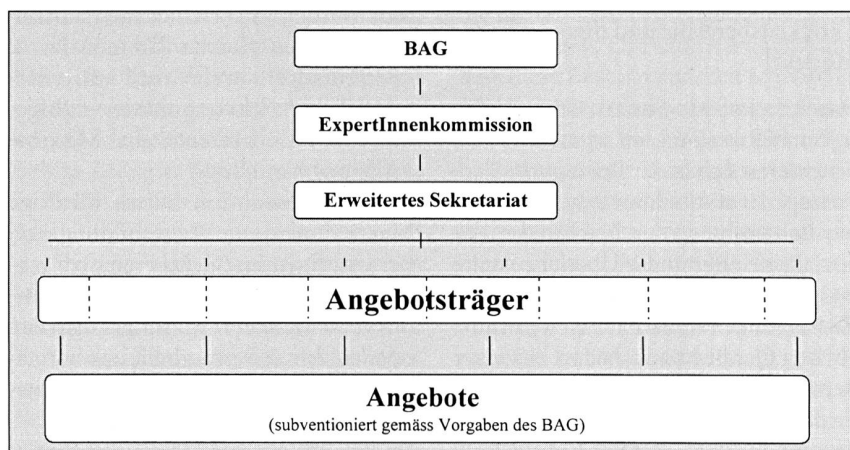 BAG
ExpertInnenkommission
Erweitertes Sekretariat
Angebotsträger
Angebote
(subventioniert gemäss Vorgaben des BAG)